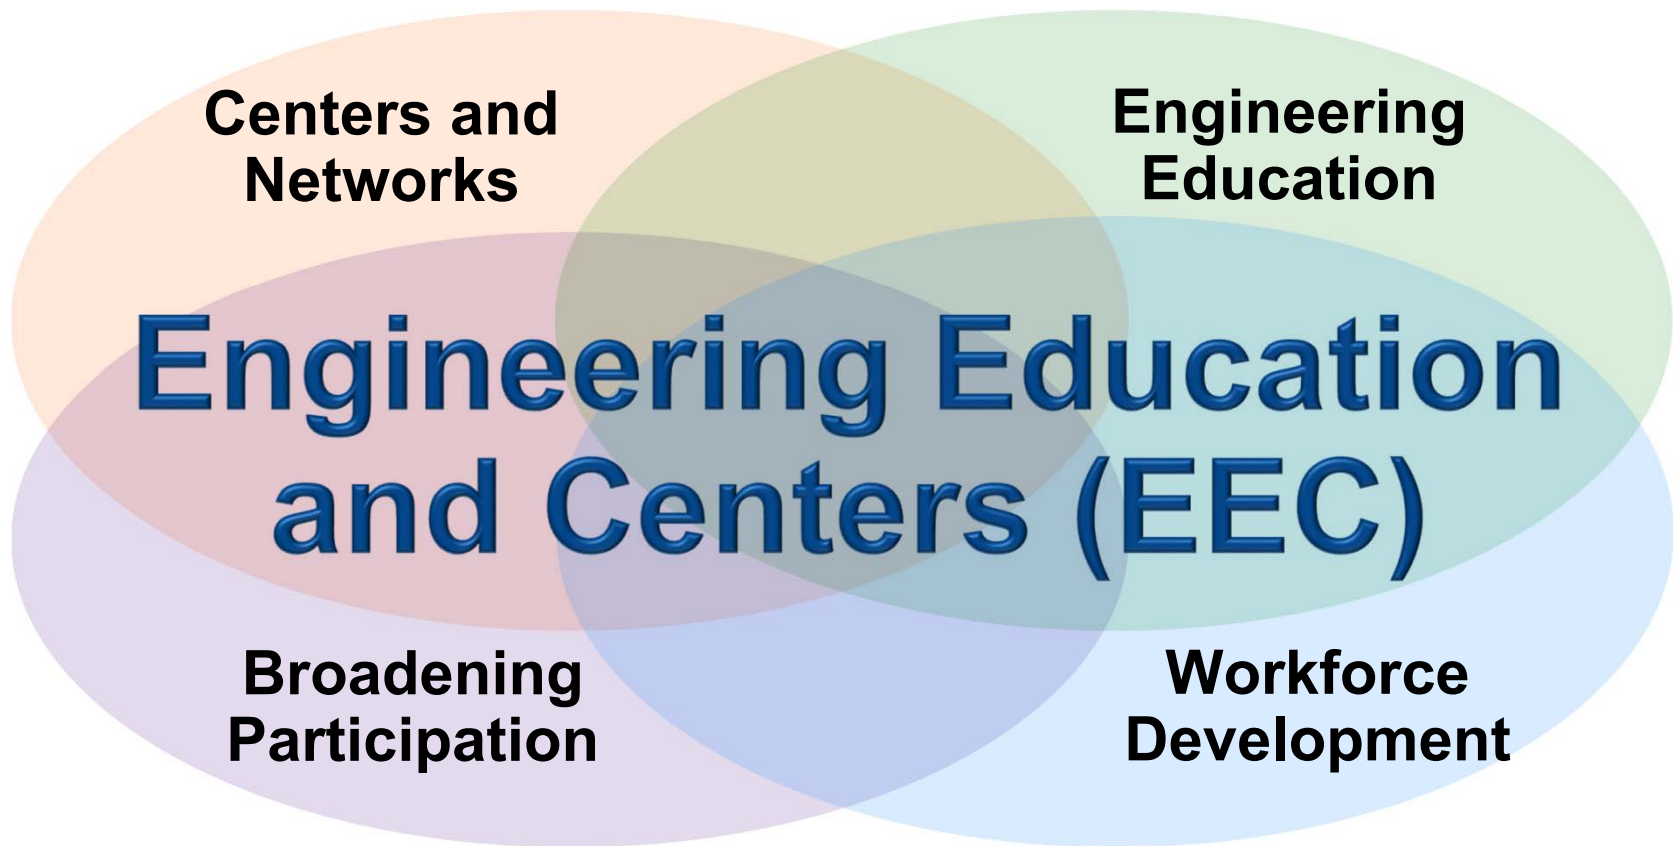 Centers and
Networks
Engineering
Education
Engineering Education
and Centers (EEC)
Broadening
Participation
Workforce
Development